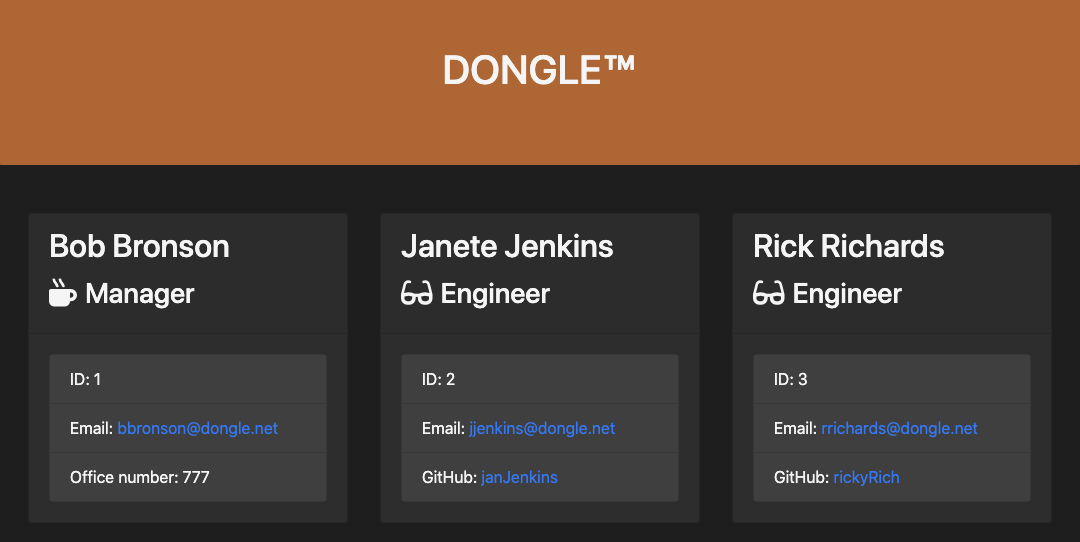 DONGLE™
Bob Bronson
Manager
ID: 1
Email: bbronson@dongle.net
Office number: 777
Janete Jenkins
Engineer
ID: 2
Email: jjenkins@dongle.net
GitHub: janJenkins
Rick Richards
Engineer
ID: 3
Email: rrichards@dongle.net
GitHub: rickyRich